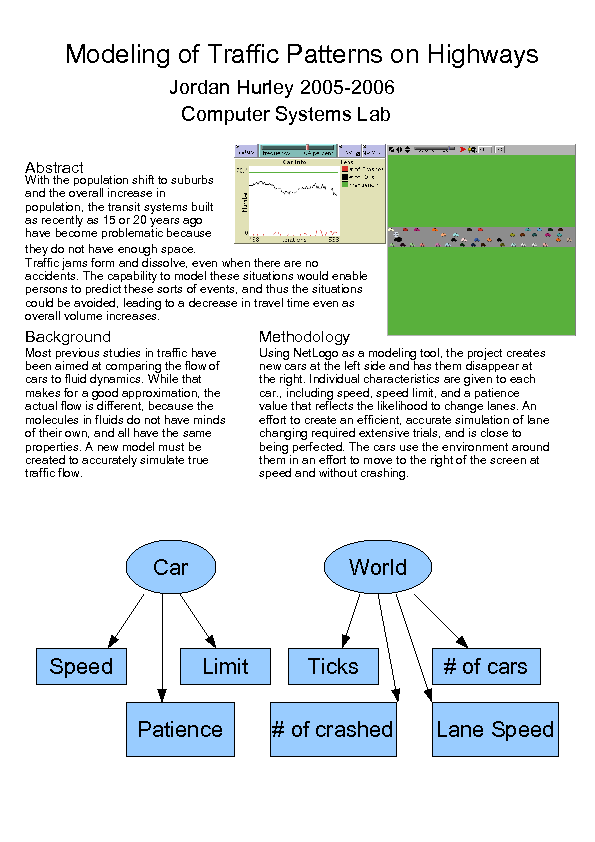 Modeling of Traffic Patterns on Highways
Jordan Hurley 2005-2006
Computer Systems Lab
Abstract
With the population shift to suburbs
and the overall increase in
population, the transit systems built
as recently as 15 or 20 years ago
have become problematic because
they do not have enough space.
Traffic jams form and dissolve, even when there are no
accidents. The capability to model these situations would enable
persons to predict these sorts of events, and thus the situations
could be avoided, leading to a decrease in travel time even as
overall volume increases.
Car Info
Number
0
Background
Most previous studies in traffic have
been aimed at comparing the flow of
cars to fluid dynamics. While that
makes for a good approximation, the
actual flow is different, because the
molecules in fluids do not have minds
of their own, and all have the same
properties. A new model must be
created to accurately simulate true
traffic flow.
Methodology
Using NetLogo as a modeling tool, the project creates
new cars at the left side and has them disappear at
the right. Individual characteristics are given to each
car., including speed, speed limit, and a patience
value that reflects the likelihood to change lanes. An
effort to create an efficient, accurate simulation of lane
changing required extensive trials, and is close to
being perfected. The cars use the environment around
them in an effort to move to the right of the screen at
speed and without crashing.
Car
World
Speed
Limit
Ticks
# of cars
Patience
# of crashed
Lane Speed